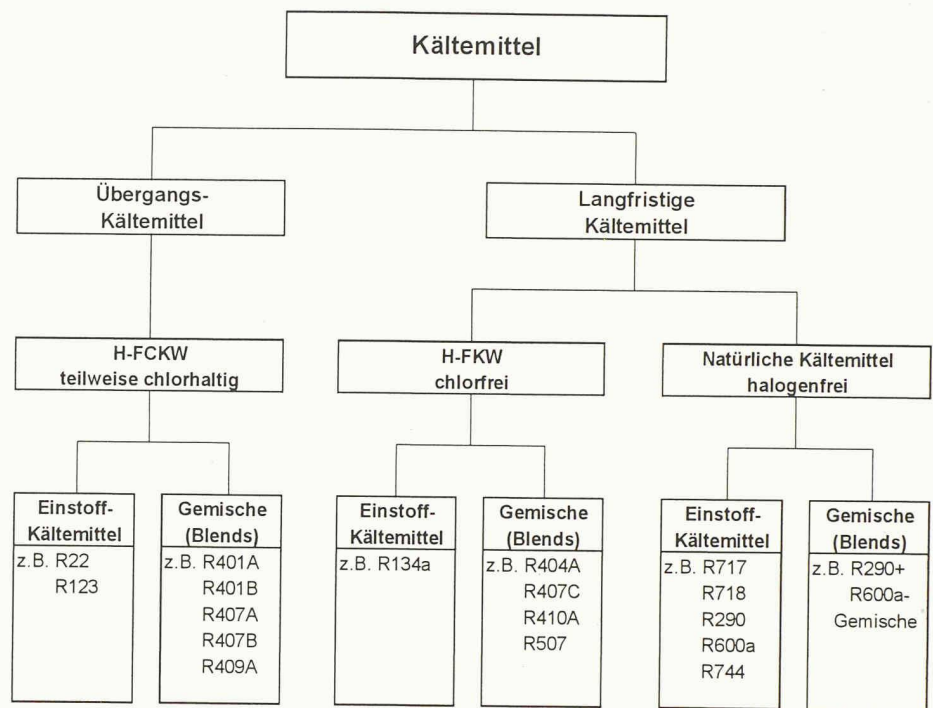 Kältemittel
Übergangs-
Kältemittel
Langfristige
Kältemittel
H-FCKW
teilweise chlorhaltig
H-FKW
chlorfrei
Natürliche Kältemittel
halogenfrei
Einstoff-
Kältemittel
z.B. R22
R123
Gemische
(Blends)
z.B. R401A
R401B
R407A
R407B
R409A
Einstoff-
Kältemittel
z.B. R134a
Gemische
(Blends)
z.B. R404A
R407C
R410A
R507
Einstoff-
Kältemittel
z.B. R717
R718
R290
R600a
R744
Gemische
(Blends)
z.B. R290+
R600a-
Gemische